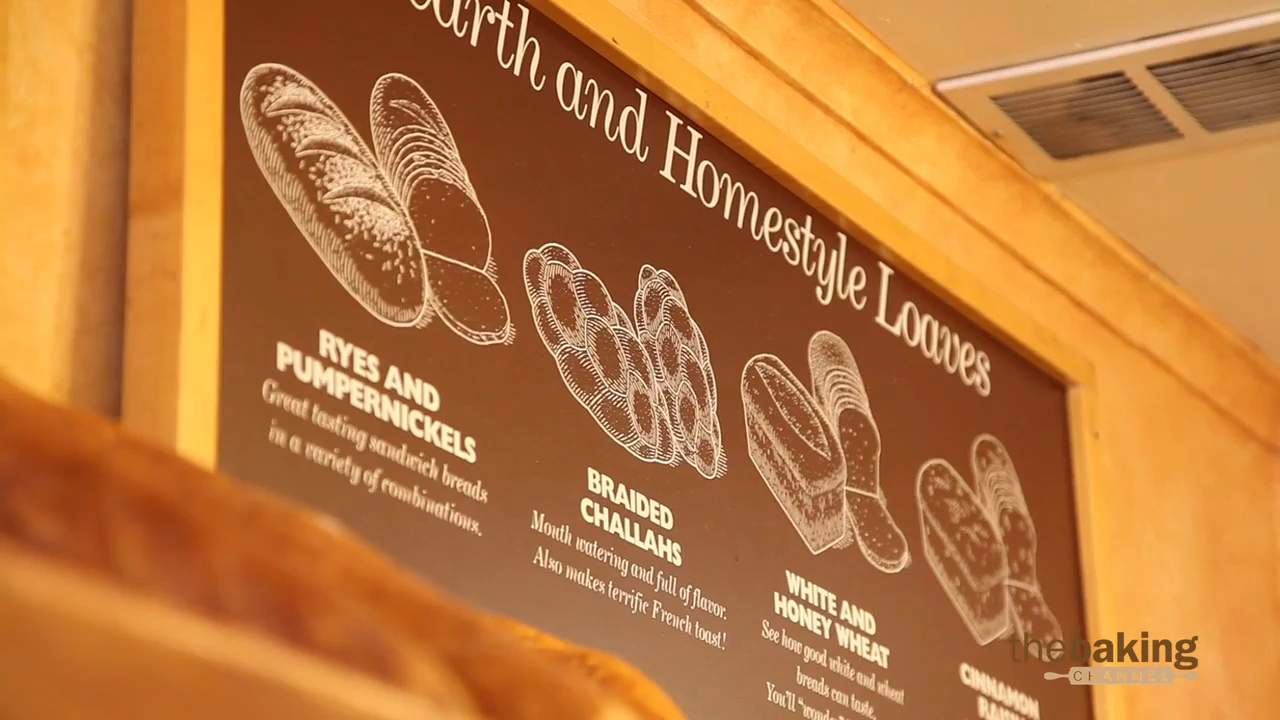 and Homestyle Loaves
RYES AND
PUMPERNICKELS
Great tasting sandwich breads
in a variety of combinations.
BRAIDED
CHALLAHS
Mouth watering and full of flavor.
Also makes terrific French toast!
WHITE AND
HONEY WHEAT
See how good white and wheat
breads can taste.
You'll
CINNAMON
thebaking
CHANNEL